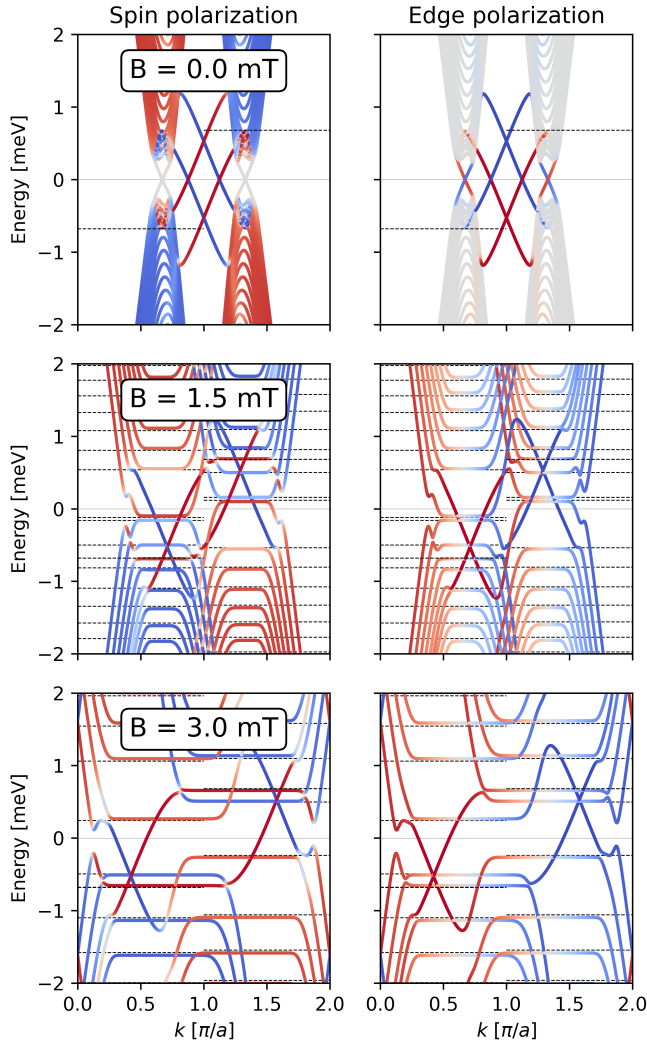 Spin polarization Edge polarization
2
B = 0.0 mT
1
0
−1
−2
Energy [meV]
2
B = 1.5 mT
1
0
−1
−2
Energy [meV]
2
B = 3.0 mT
1
0
−1
−2
Energy [meV]
0.0 0.5 1.0 1.5 2.0 0.0 0.5 1.0 1.5 2.0
k [π/a] k [π/a]